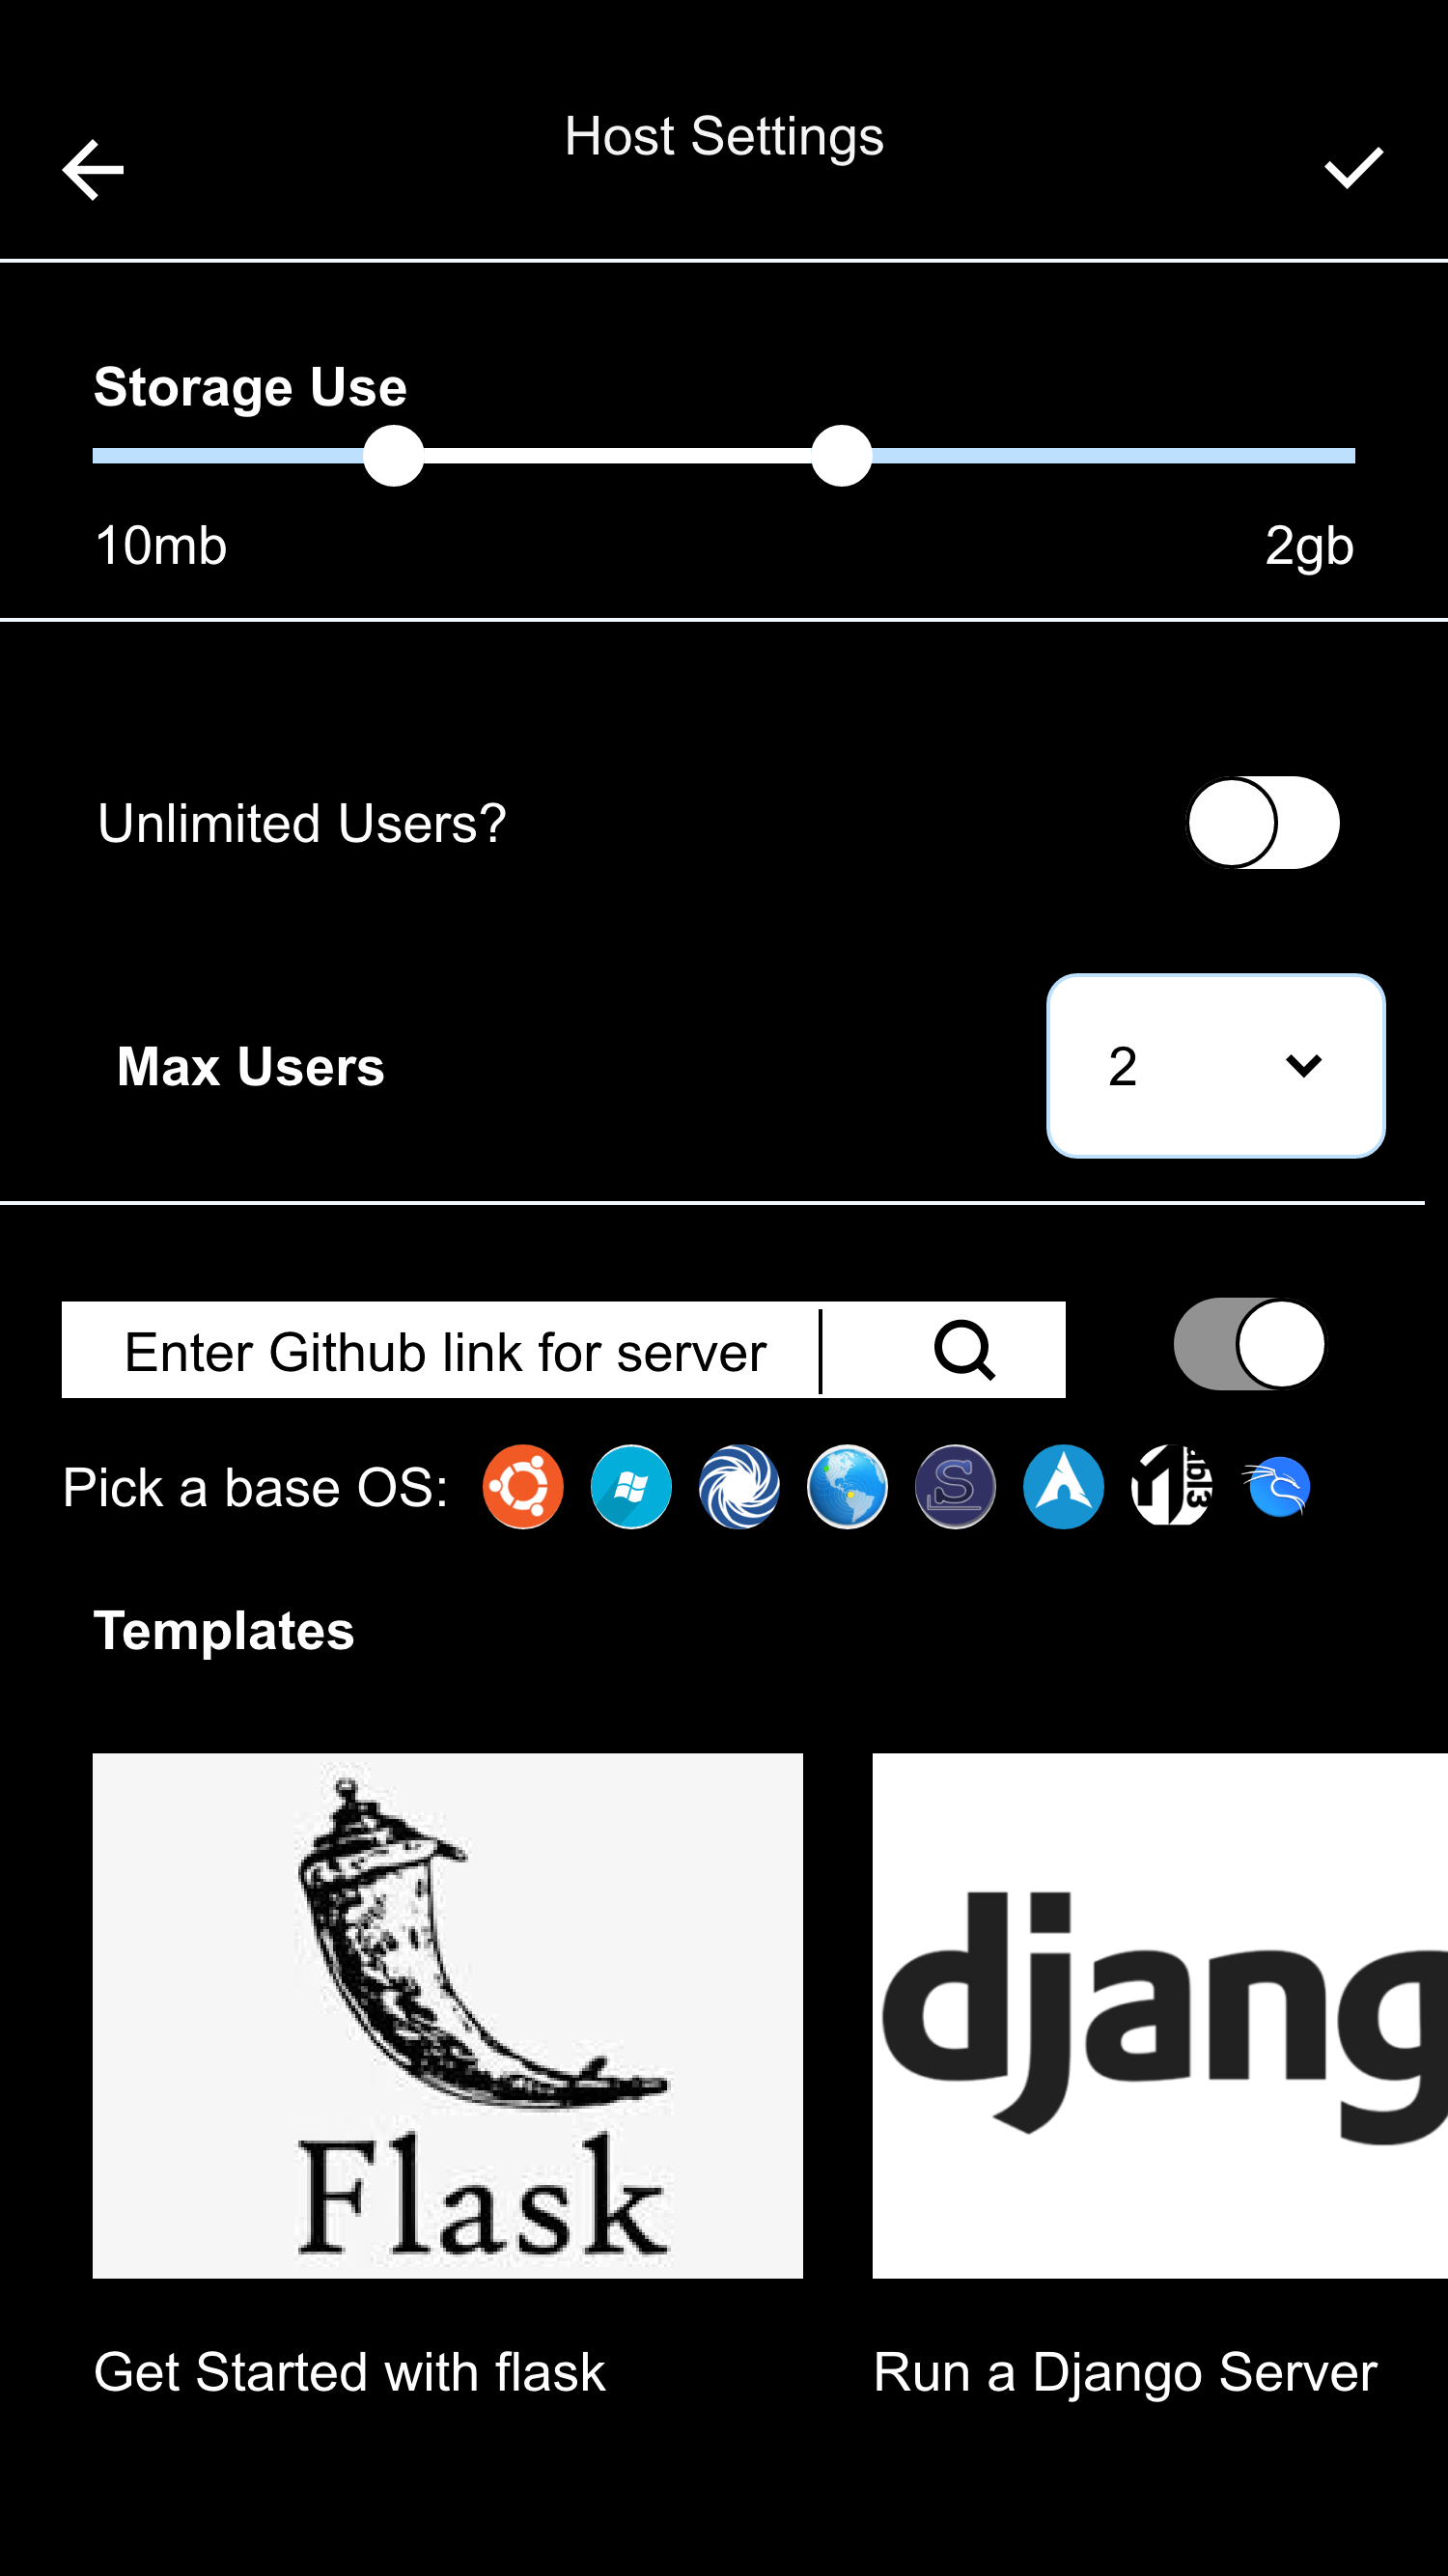 Host Settings
Storage Use
10mb 2gb
Unlimited Users?
Max Users 2
Enter Github link for server
Pick a base OS: S
Templates
Flask djang
Get Started with flask Run a Django Server